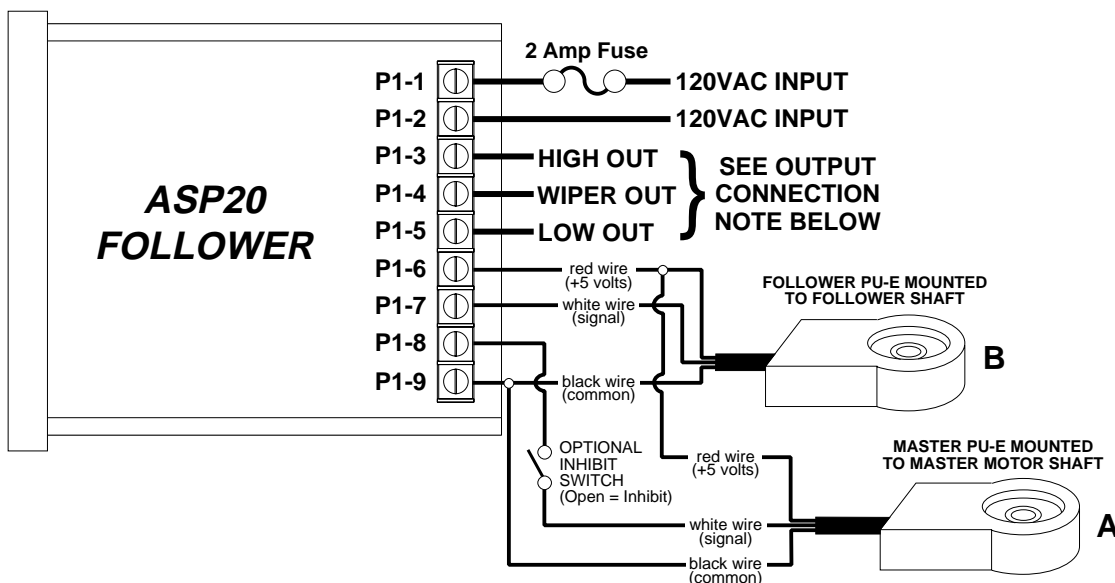 2 Amp Fuse
P1-1
120VAC INPUT
P1-2
120VAC INPUT
P1-3
HIGH OUT
P1-4
WIPER OUT
P1-5
LOW OUT
SEE OUTPUT
CONNECTION
NOTE BELOW
ASP20
FOLLOWER
P1-6
red wire
(+5 volts)
P1-7
white wire
(signal)
P1-8
P1-9
black wire
(common)
FOLLOWER PU-E MOUNTED
TO FOLLOWER SHAFT
B
OPTIONAL
INHIBIT
SWITCH
(Open = Inhibit)
red wire
(+5 volts)
MASTER PU-E MOUNTED
TO MASTER MOTOR SHAFT
A
white wire
(signal)
black wire
(common)